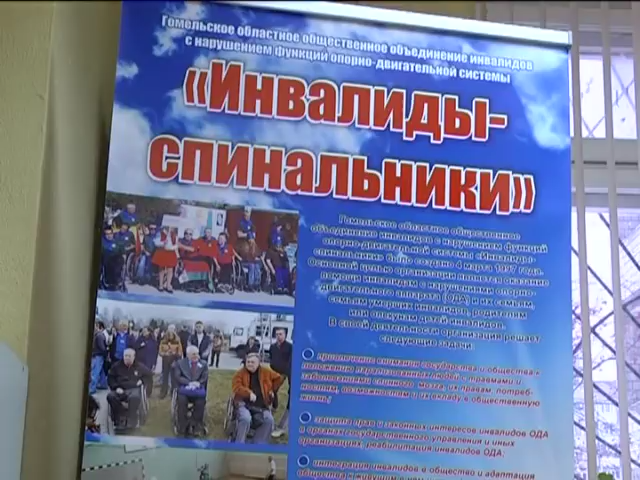 Гомельское областное общественное объединение инвалидов
с нарушением функции опорно-двигательной системы
«Инвалиды-
спинальники»
Гомельское областное общественное
объединение инвалидов с нарушением функций
опорно-двигательной системы «Инвалиды-
спинальники» было создано 4 марта 1997 года.
Основной целью организации является оказание
помощи инвалидам с нарушениями опорно-
двигательного аппарата (ОДА) и их семьям,
семьям умерших инвалидов, родителям
или опекунам детей инвалидов.
В своей деятельности организация решает
следующие задачи:
привлечение внимания государства и общества к
положению парализованных людей с травмами и
заболеваниями спинного мозга, их правам, потреб-
ностям, возможностям и их вкладу в общественную
жизнь;
защита прав и законных интересов инвалидов ОДА
в органах государственного управления и иных
организациях, реабилитация инвалидов ОДА;
интеграция инвалидов в общество и адаптация
общества к живущим в нем